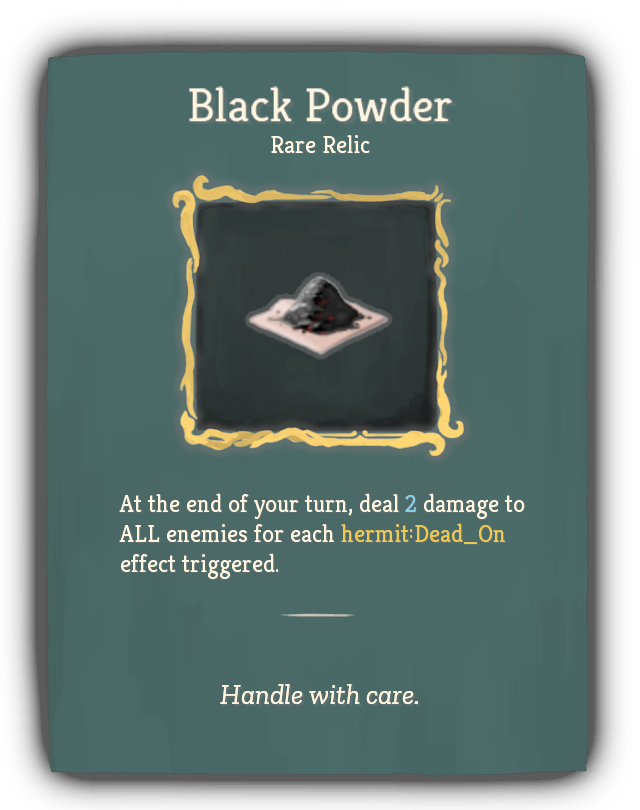 Black Powder
Rare Relic
At the end of your turn, deal 2 damage to
ALL enemies for each hermit:Dead_On
effect triggered.
Handle with care.